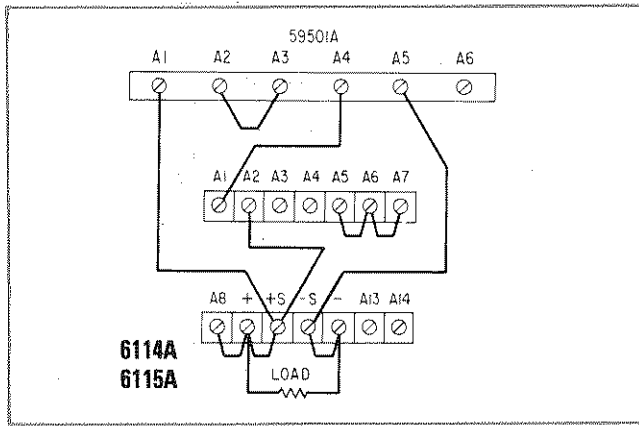 59501A
A1 A2 A3 A4 A5 A6
A1 A2 A3 A4 A5 A6 A7
A8 + +S -S - A13 A14
6114A
6115A
LOAD